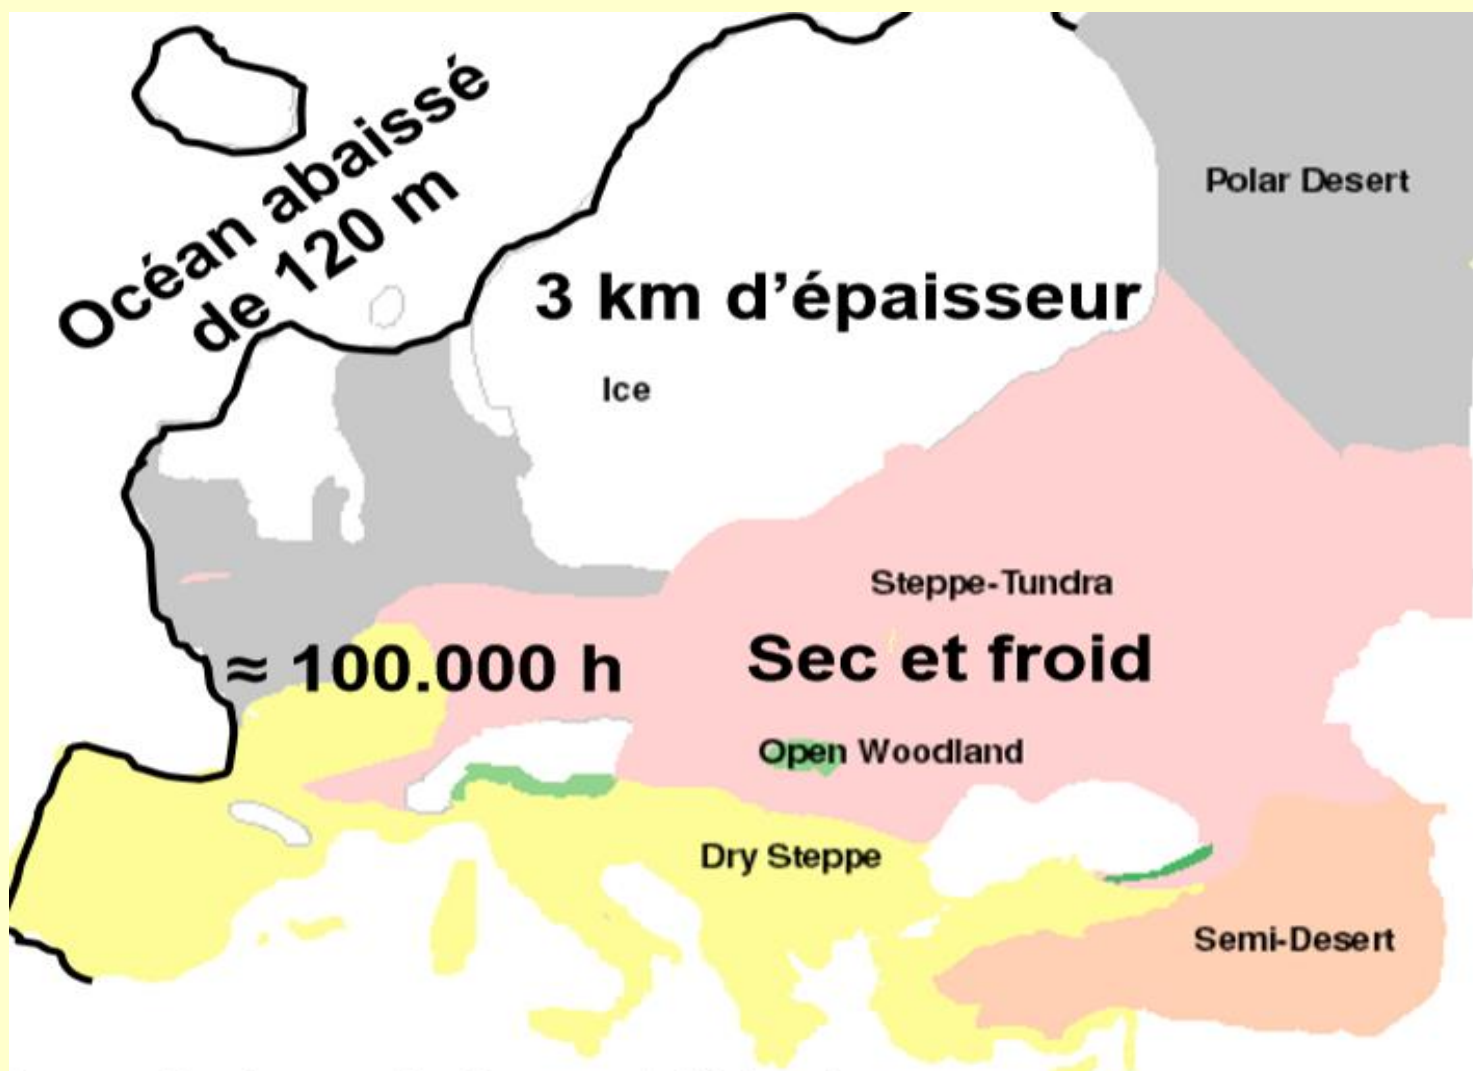 Océan abaissé
de 120 m
Polar Desert
3 km d’épaisseur
Ice
Steppe-Tundra
≈ 100.000 h
Sec et froid
Open Woodland
Dry Steppe
Semi-Desert